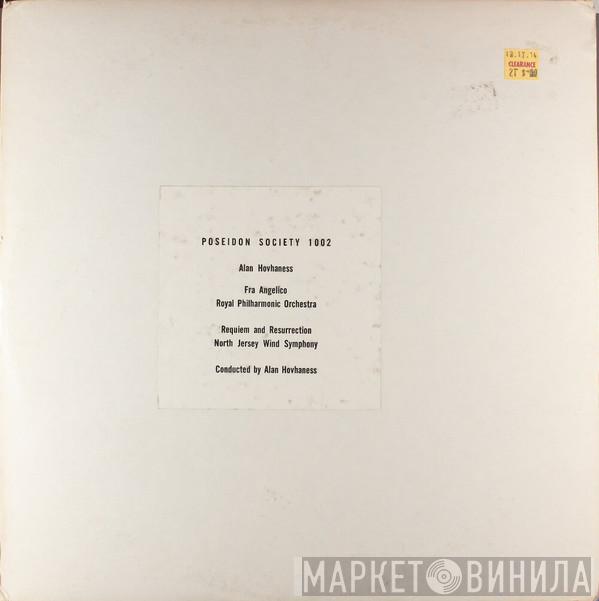 CLEARANCE
POSEIDON SOCIETY 1002
Alan Hovhaness
Fra Angelico
Royal Philharmonic Orchestra
Requiem and Resurrection
North Jersey Wind Symphony
Conducted by Alan Hovhaness
МАРКЕТ ВИНИЛА